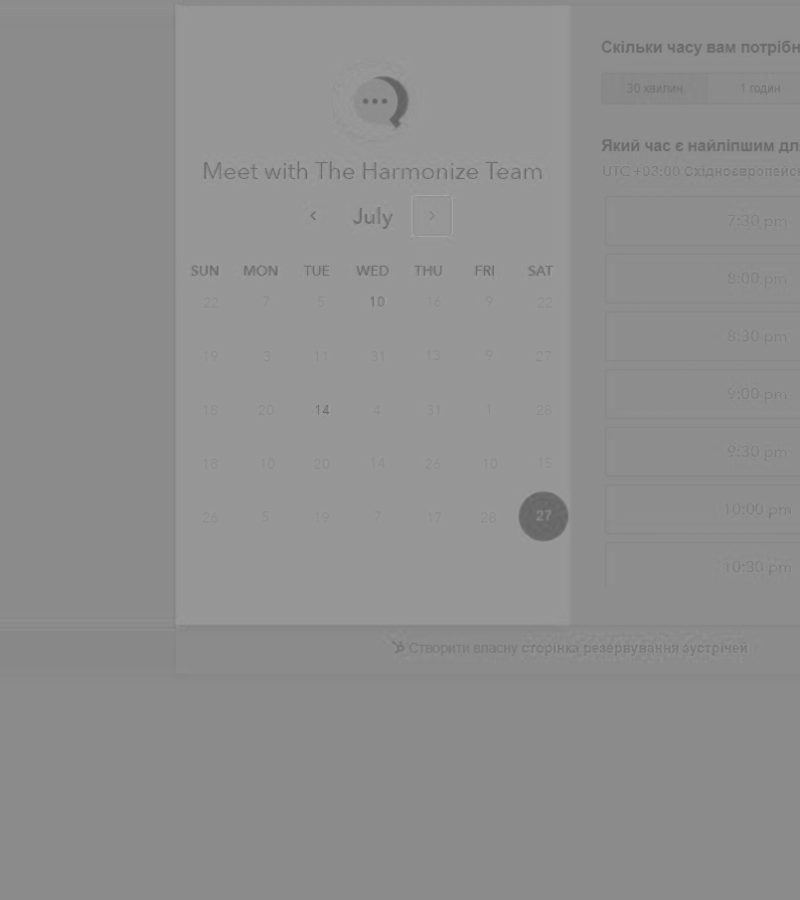 Meet with The Harmonize Team
July
SUN MON TUE WED THU FRI SAT
22 7 5 10 16 9 22
19 3 11 31 13 9 27
18 20 14 4 31 1 28
18 10 20 14 26 10 15
26 5 19 7 17 28 27
Скільки часу вам потрібн
30 хвилин 1 годин
Який час є найліпшим дл
UTC +03:00 Східноєвропейсь
7:30 pm
8:00 pm
8:30 pm
9:00 pm
9:30 pm
10:00 pm
10:30 pm
Створити власну сторінка резервування зустрічей